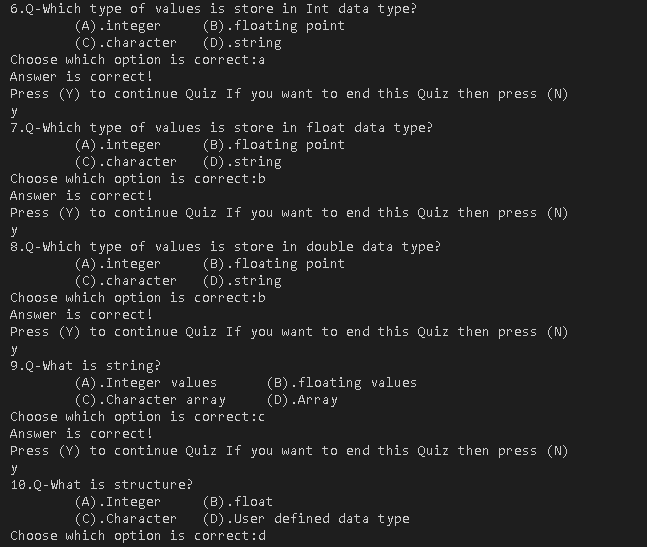 6.Q-Which type of values is store in Int data type?
(A).integer (B).floating point
(C).character (D).string
Choose which option is correct:a
Answer is correct!
Press (Y) to continue Quiz If you want to end this Quiz then press (N)
y
7.Q-Which type of values is store in float data type?
(A).integer (B).floating point
(C).character (D).string
Choose which option is correct:b
Answer is correct!
Press (Y) to continue Quiz If you want to end this Quiz then press (N)
y
8.Q-Which type of values is store in double data type?
(A).integer (B).floating point
(C).character (D).string
Choose which option is correct:b
Answer is correct!
Press (Y) to continue Quiz If you want to end this Quiz then press (N)
y
9.Q-What is string?
(A).Integer values (B).floating values
(C).Character array (D).Array
Choose which option is correct:c
Answer is correct!
Press (Y) to continue Quiz If you want to end this Quiz then press (N)
y
10.Q-What is structure?
(A).Integer (B).float
(C).Character (D).User defined data type
Choose which option is correct:d